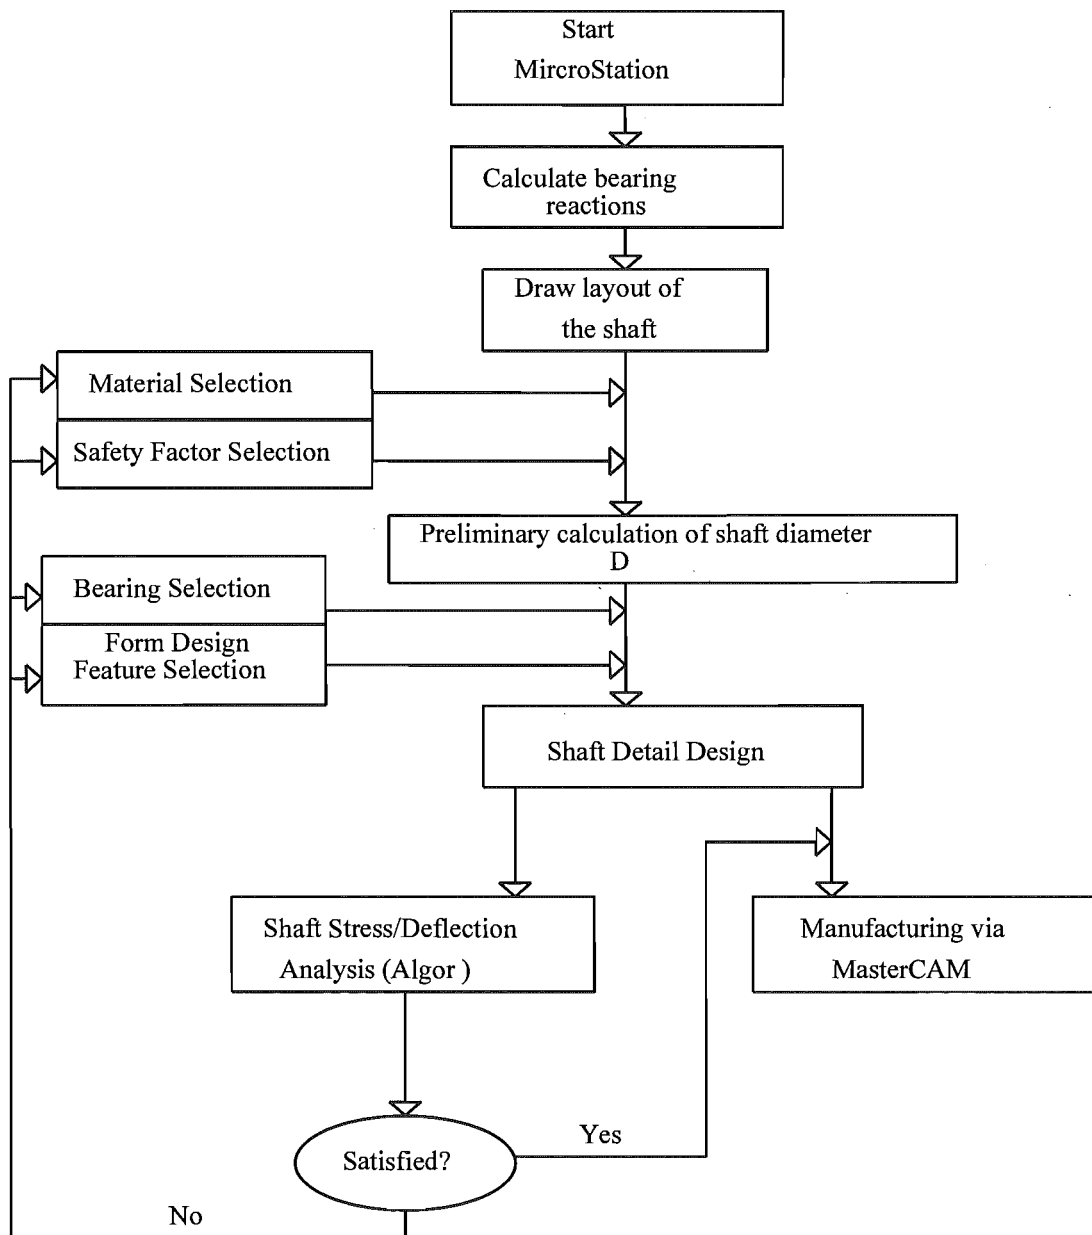 Start
MircroStation
Calculate bearing
reactions
Draw layout of
the shaft
Material Selection
Safety Factor Selection
Preliminary calculation of shaft diameter
D
Bearing Selection
Form Design
Feature Selection
Shaft Detail Design
Shaft Stress/Deflection
Analysis (Algor )
Manufacturing via
MasterCAM
Yes
Satisfied?
No